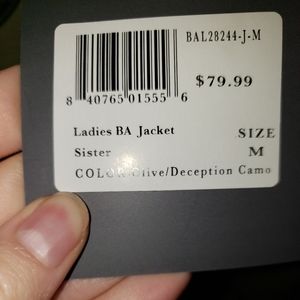 BAL28244-J-M
$79.99
8 40765 01555 6
Ladies BA Jacket SIZE
Sister M
COLOR Olive/Deception Camo